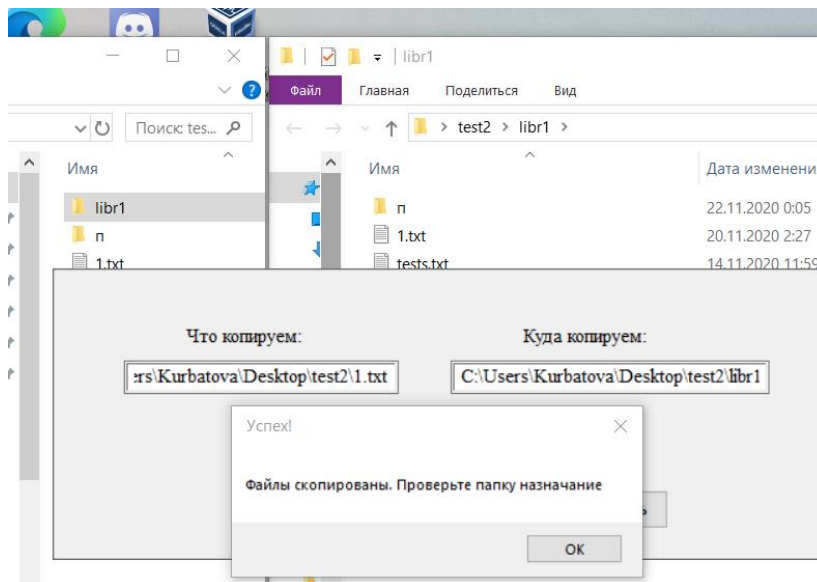 libr1
Файл Главная Поделиться Вид
Поиск: tes...
test2 > libr1 >
Имя
libr1
п
1.txt
Имя Дата изменени
п 22.11.2020 0:05
1.txt 20.11.2020 2:27
tests.txt 14.11.2020 11:59
Что копируем: Куда копируем:
ers\Kurbatova\Desktop\test2\1.txt C:\Users\Kurbatova\Desktop\test2\libr1
Успех!
Файлы скопированы. Проверьте папку назначание
ь
OK